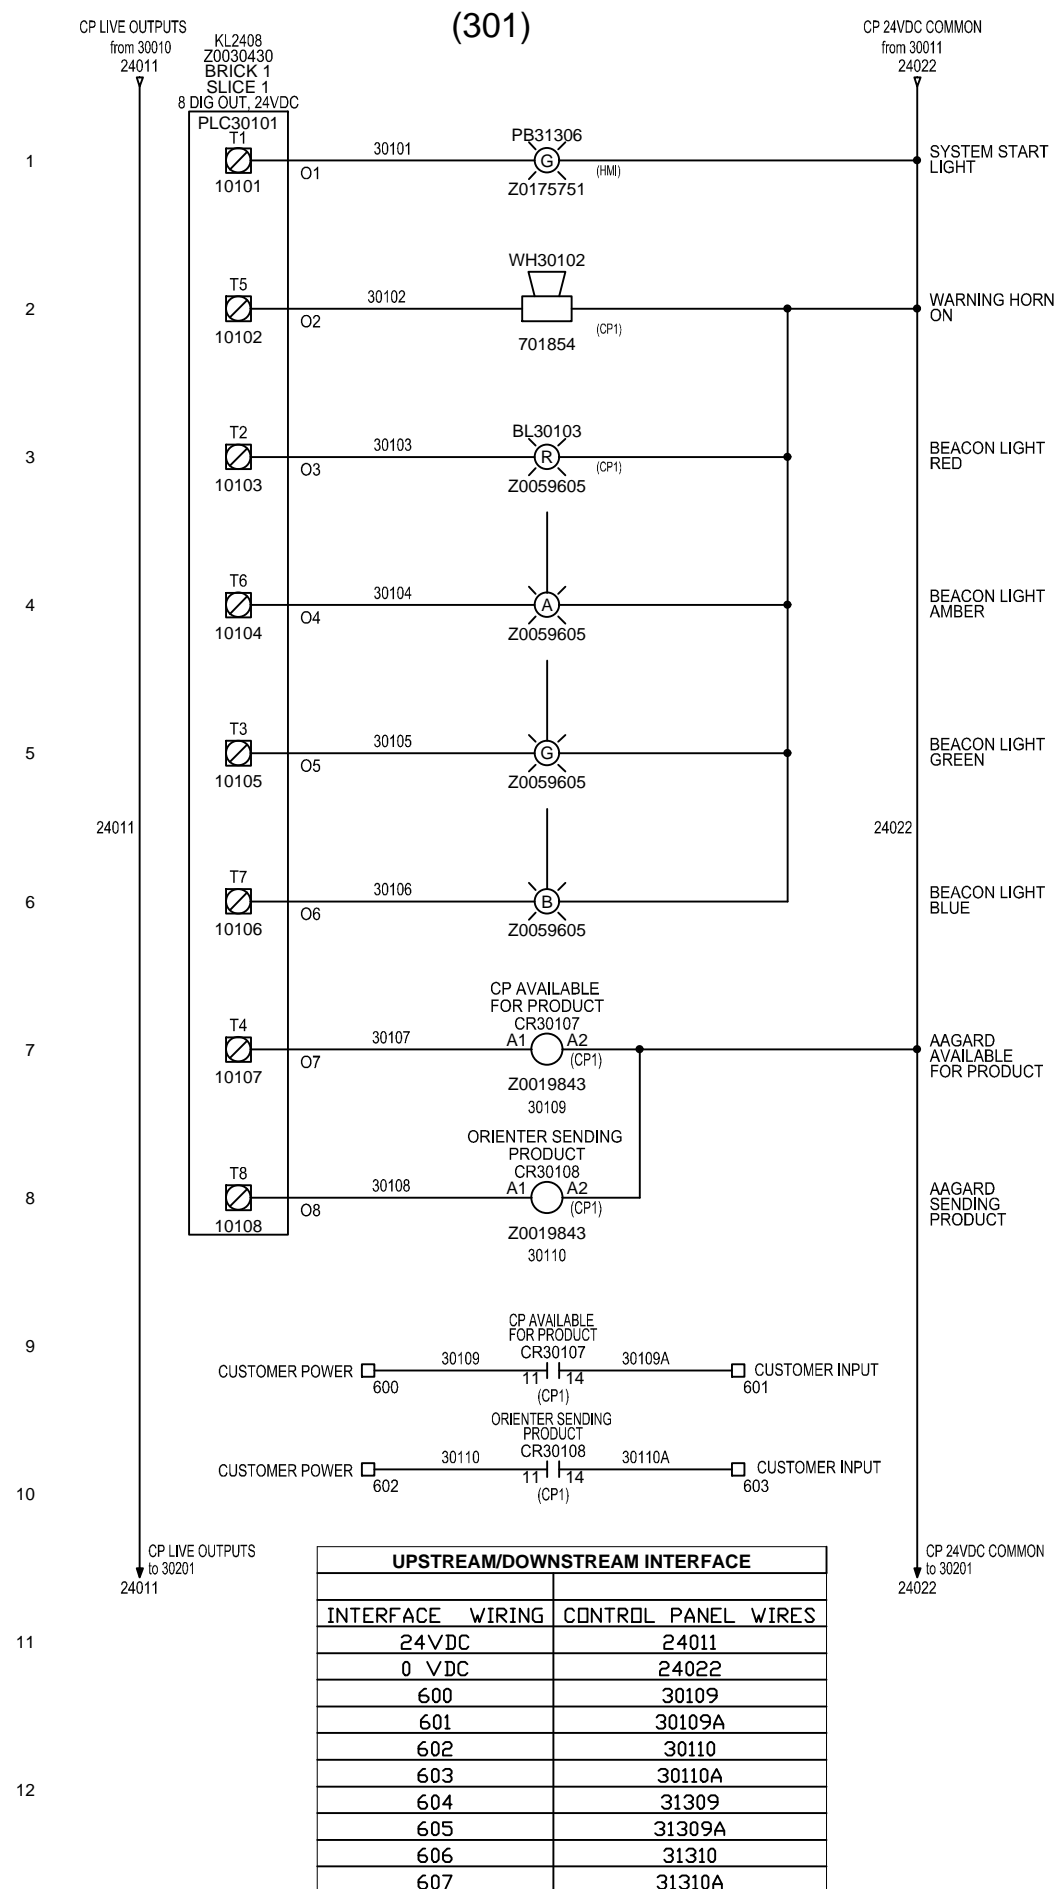 (301)
CP LIVE OUTPUTS
from 30010
24011
CP 24VDC COMMON
from 30011
24022
KL2408
Z0030430
BRICK 1
SLICE 1
8 DIG OUT, 24VDC
PLC30101
1
T1
10101
O1
30101
PB31306
G
(HMI)
Z0175751
SYSTEM START
LIGHT
2
T5
10102
O2
30102
WH30102
(CP1)
701854
WARNING HORN
ON
3
T2
10103
O3
30103
BL30103
R
(CP1)
Z0059605
BEACON LIGHT
RED
4
T6
10104
O4
30104
A
Z0059605
BEACON LIGHT
AMBER
5
T3
10105
O5
30105
G
Z0059605
BEACON LIGHT
GREEN
24011
24022
6
T7
10106
O6
30106
B
Z0059605
BEACON LIGHT
BLUE
7
T4
10107
O7
30107
CP AVAILABLE
FOR PRODUCT
CR30107
A1 A2
(CP1)
Z0019843
30109
AAGARD
AVAILABLE
FOR PRODUCT
8
T8
10108
O8
30108
ORIENTER SENDING
PRODUCT
CR30108
A1 A2
(CP1)
Z0019843
30110
AAGARD
SENDING
PRODUCT
9
CP AVAILABLE
FOR PRODUCT
CR30107
CUSTOMER POWER
600
30109
11 14
(CP1)
30109A
601
CUSTOMER INPUT
10
ORIENTER SENDING
PRODUCT
CR30108
CUSTOMER POWER
602
30110
11 14
(CP1)
30110A
603
CUSTOMER INPUT
CP LIVE OUTPUTS
to 30201
24011
CP 24VDC COMMON
to 30201
24022
11
12
UPSTREAM/DOWNSTREAM INTERFACE
INTERFACE WIRING CONTROL PANEL WIRES
24VDC 24011
0 VDC 24022
600 30109
601 30109A
602 30110
603 30110A
604 31309
605 31309A
606 31310
607 31310A